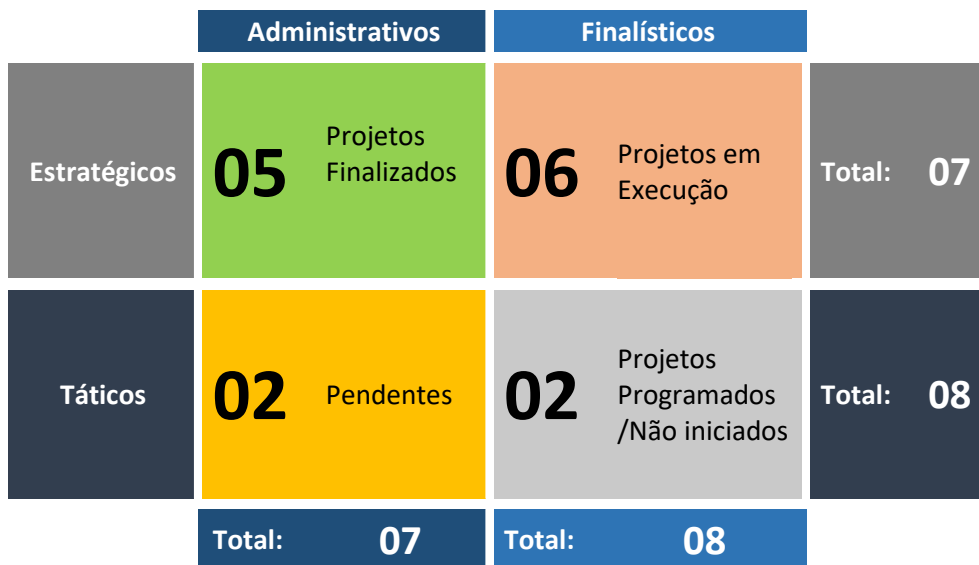 Administrativos
Finalísticos
Estratégicos
05
Projetos
Finalizados
06
Projetos em
Execução
Total: 07
Táticos
02
Pendentes
02
Projetos
Programados
/Não iniciados
Total: 08
Total: 07
Total: 08